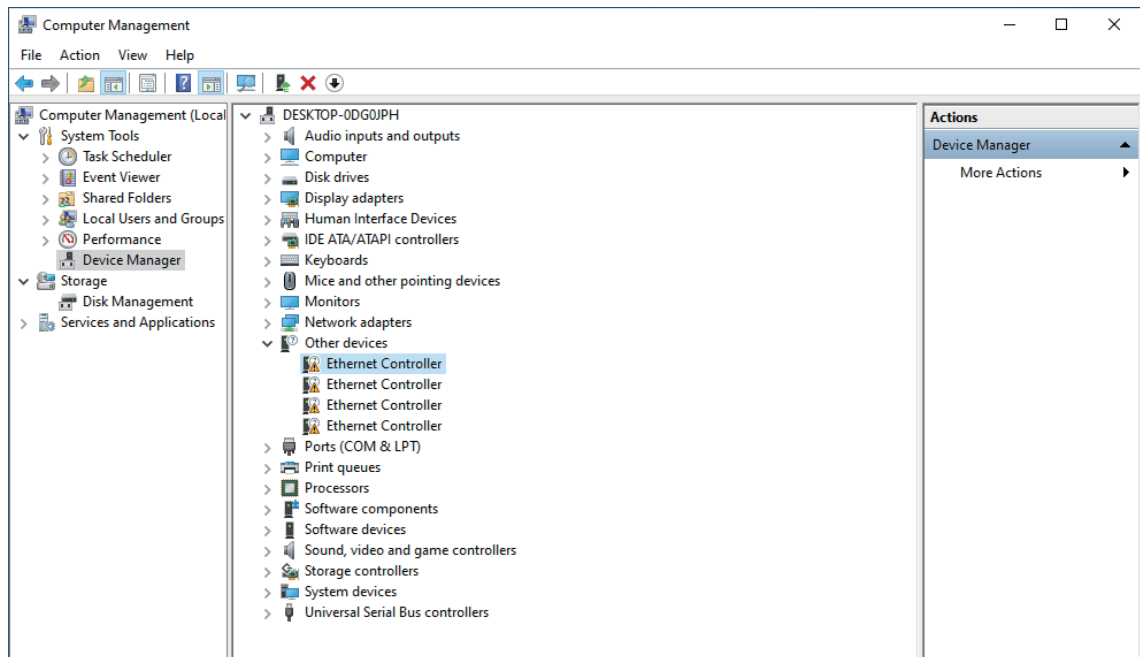 Computer Management
File Action View Help
Computer Management (Local
System Tools
Task Scheduler
Event Viewer
Shared Folders
Local Users and Groups
Performance
Device Manager
Storage
Disk Management
Services and Applications
DESKTOP-0DG0JPH
Audio inputs and outputs
Computer
Disk drives
Display adapters
Human Interface Devices
IDE ATA/ATAPI controllers
Keyboards
Mice and other pointing devices
Monitors
Network adapters
Other devices
Ethernet Controller
Ethernet Controller
Ethernet Controller
Ethernet Controller
Ports (COM & LPT)
Print queues
Processors
Software components
Software devices
Sound, video and game controllers
Storage controllers
System devices
Universal Serial Bus controllers
Actions
Device Manager
More Actions